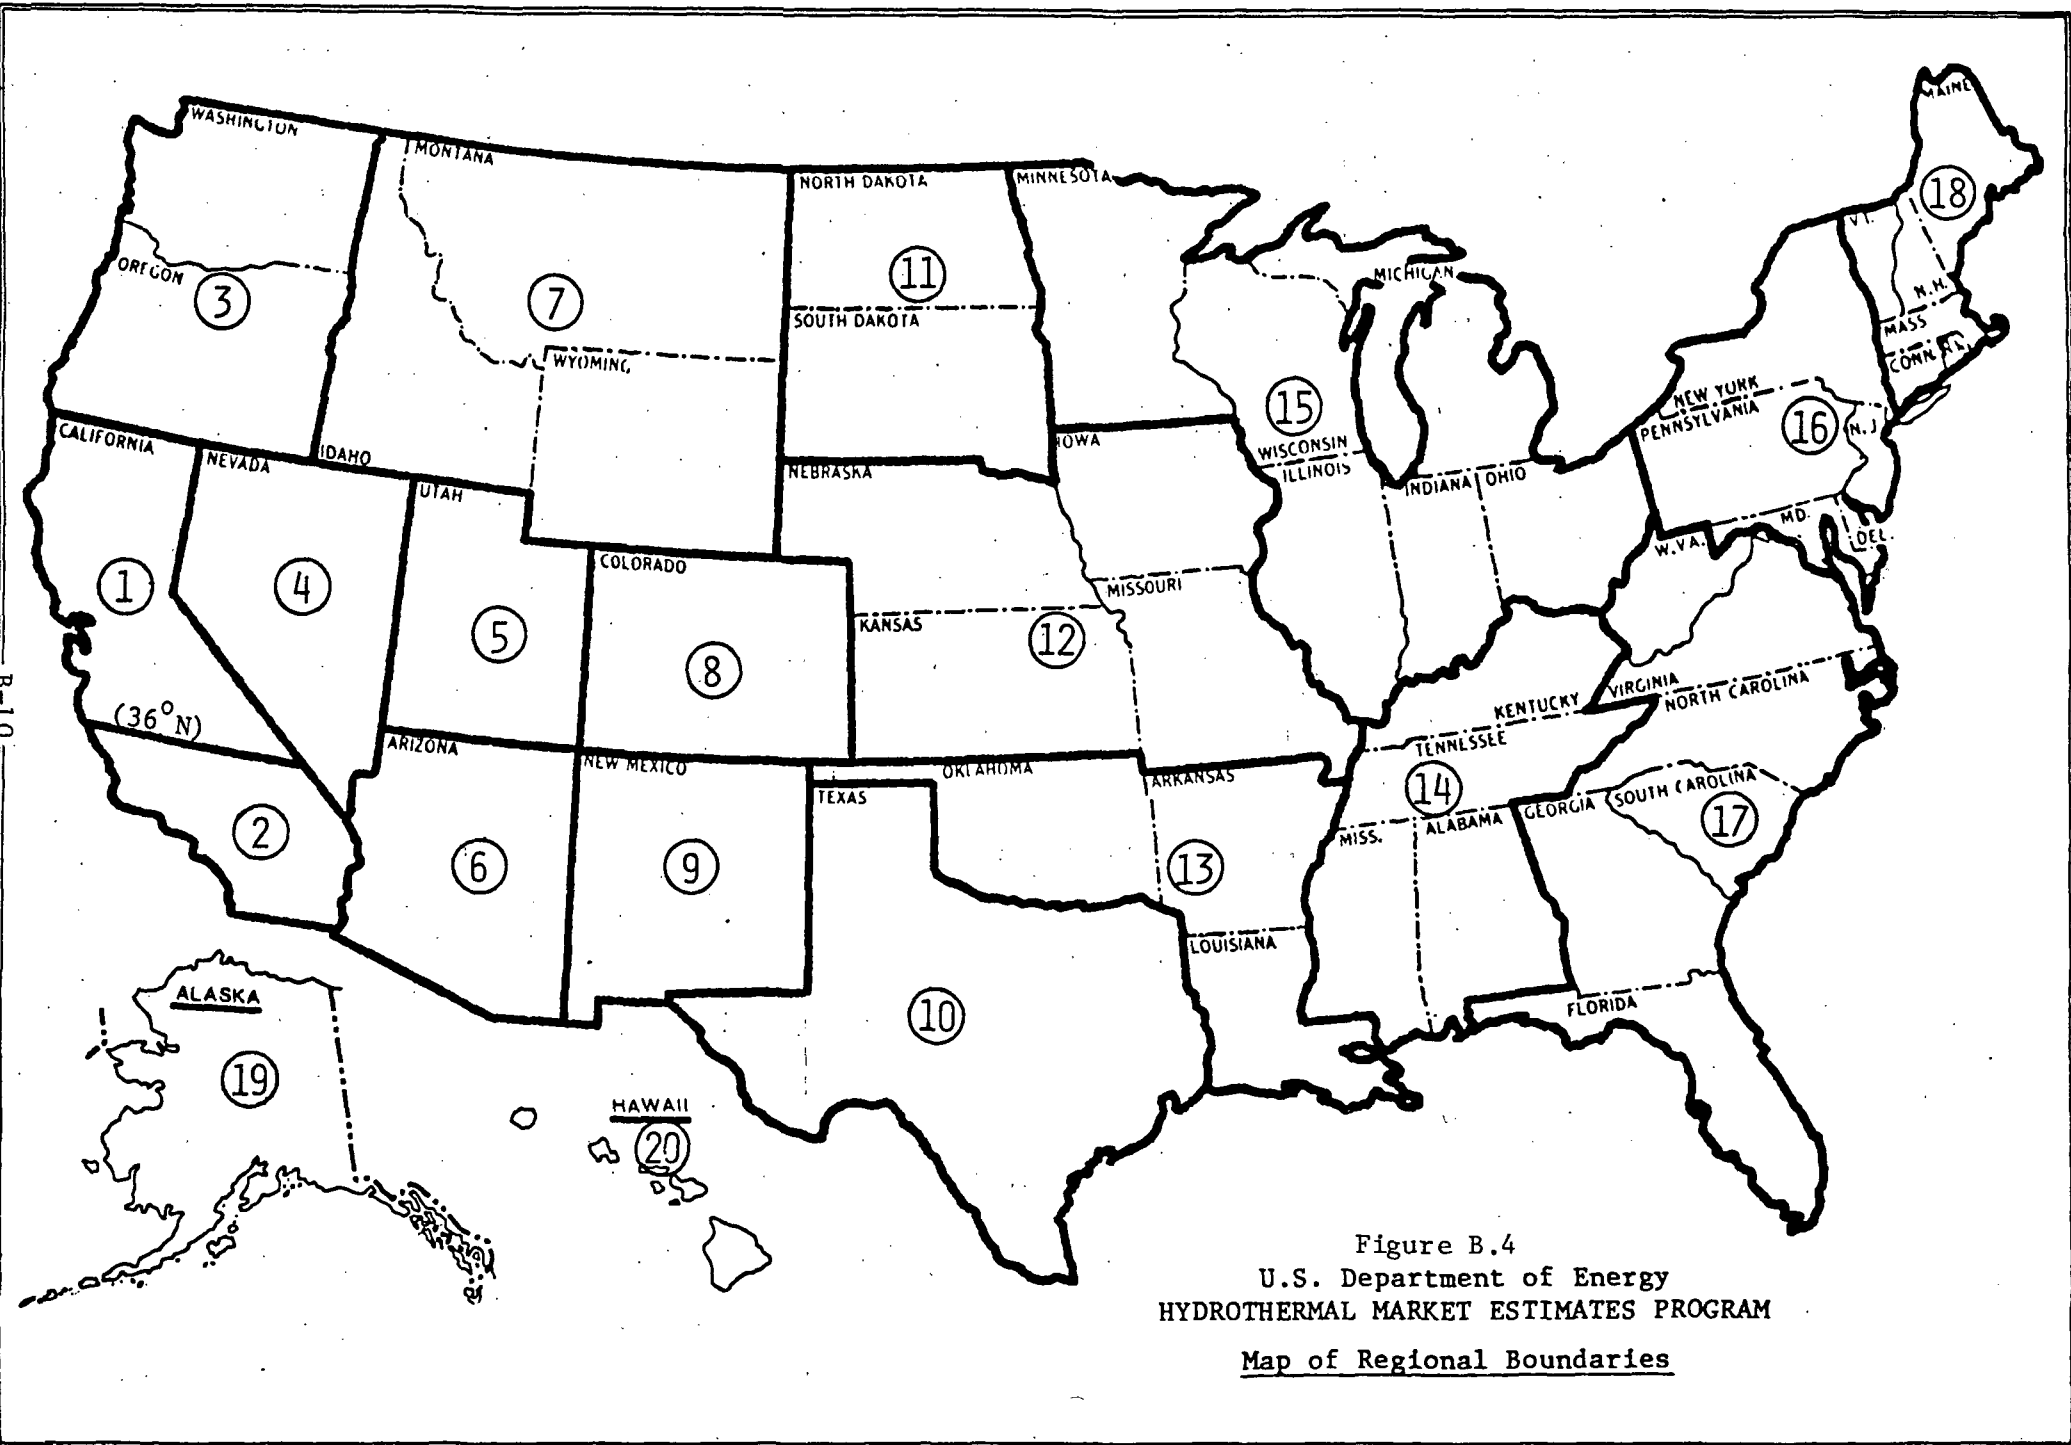 WASHINGTON
MONTANA
NORTH DAKOTA
MINNESOTA
MAINE
18
VT.
OREGON
3
7
11
SOUTH DAKOTA
MICHIGAN
N.H.
MASS
CONN
WYOMING
15
NEW YORK
PENNSYLVANIA
16
N.J.
CALIFORNIA
NEVADA
IDAHO
UTAH
NEBRASKA
IOWA
WISCONSIN
ILLINOIS
INDIANA
OHIO
MD.
DEL.
W.VA.
COLORADO
1
4
5
8
KANSAS
12
MISSOURI
(36°N)
ARIZONA
NEW MEXICO
OKLAHOMA
ARKANSAS
KENTUCKY
VIRGINIA
NORTH CAROLINA
TENNESSEE
TEXAS
14
GEORGIA
SOUTH CAROLINA
2
6
9
13
MISS.
ALABAMA
17
LOUISIANA
FLORIDA
10
ALASKA
19
HAWAII
20
B-10
Figure B.4
U.S. Department of Energy
HYDROTHERMAL MARKET ESTIMATES PROGRAM
Map of Regional Boundaries